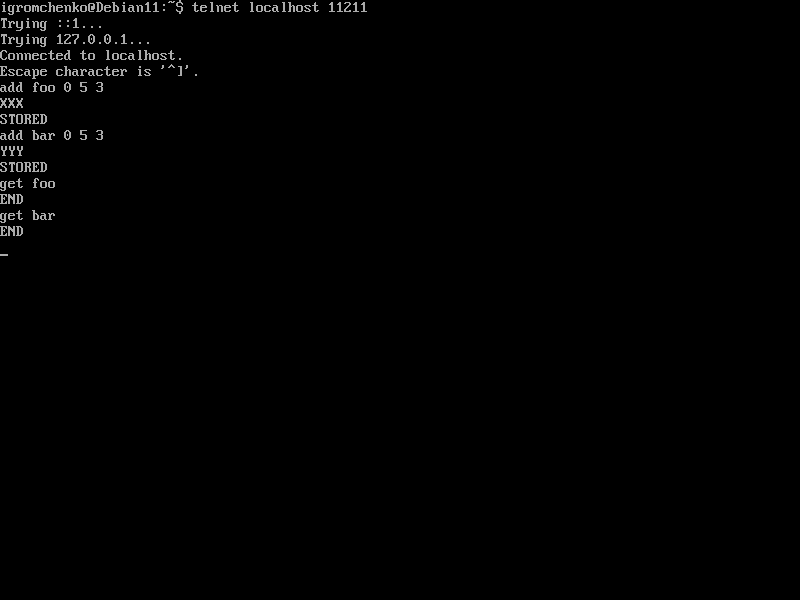 igromchenko@Debian11:~$ telnet localhost 11211
Trying ::1...
Trying 127.0.0.1...
Connected to localhost.
Escape character is '^]'.
add foo 0 5 3
XXX
STORED
add bar 0 5 3
YYY
STORED
get foo
END
get bar
END